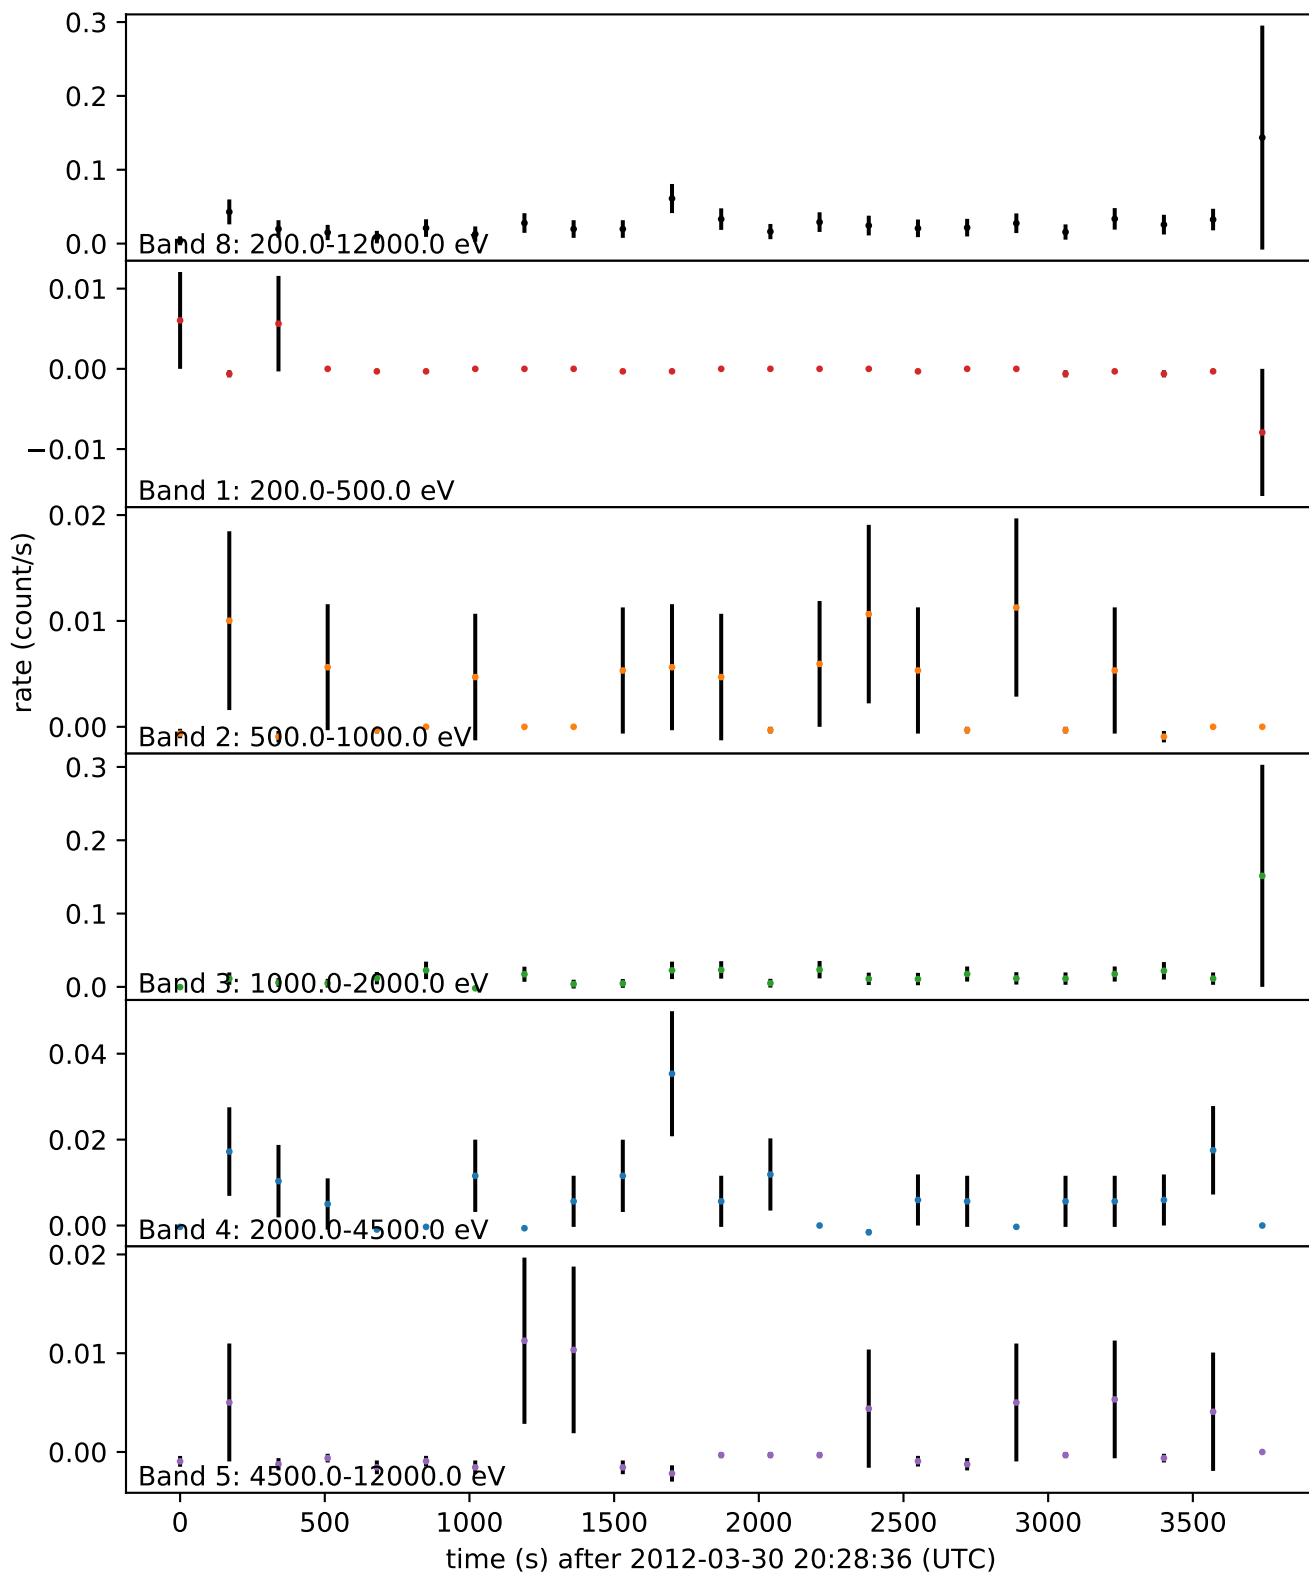 0.3
0.2
0.1
0.0
Band 8: 200.0-12000.0 eV
0.01
0.00
−0.01
Band 1: 200.0-500.0 eV
rate (count/s)
0.02
0.01
0.00
Band 2: 500.0-1000.0 eV
0.3
0.2
0.1
0.0
Band 3: 1000.0-2000.0 eV
0.04
0.02
0.00
Band 4: 2000.0-4500.0 eV
0.02
0.01
0.00
Band 5: 4500.0-12000.0 eV
0 500 1000 1500 2000 2500 3000 3500
time (s) after 2012-03-30 20:28:36 (UTC)